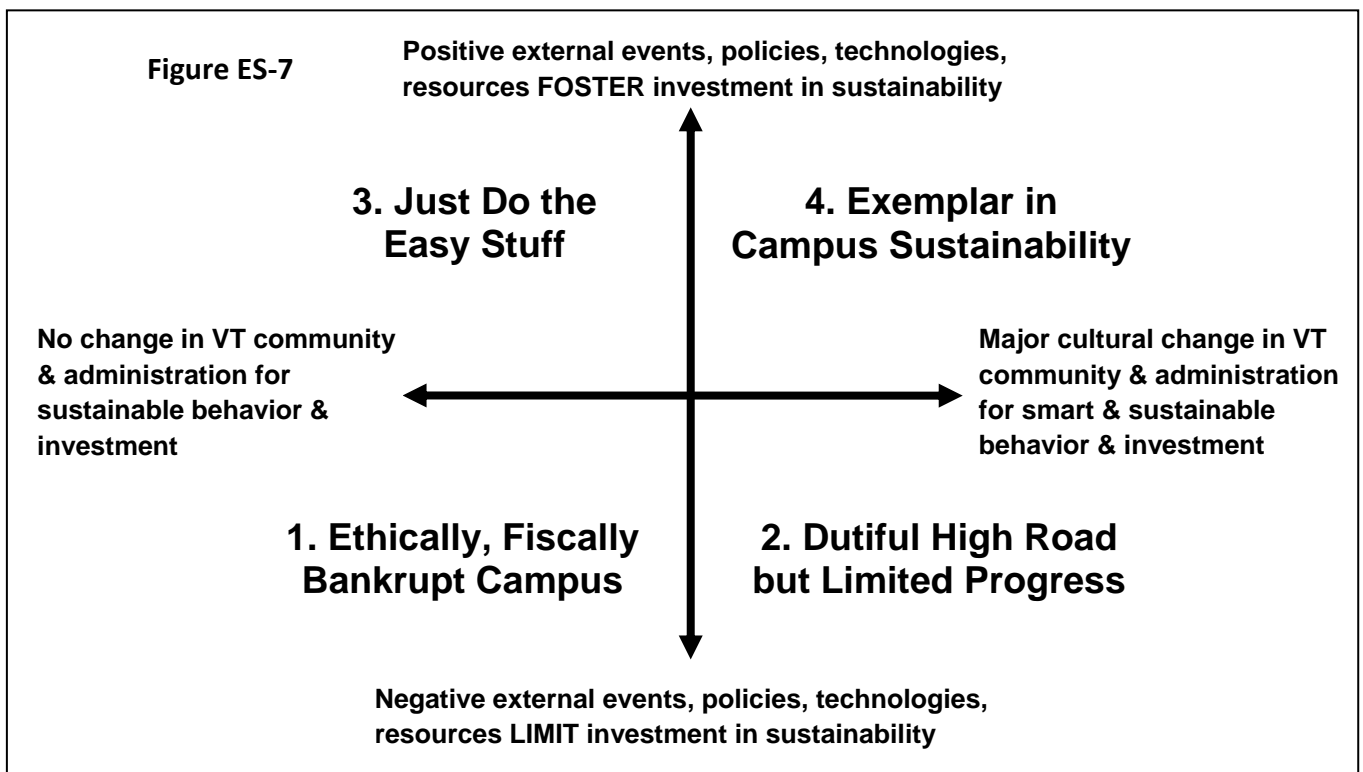 Figure ES-7
Positive external events, policies, technologies,
resources FOSTER investment in sustainability
3. Just Do the
Easy Stuff
4. Exemplar in
Campus Sustainability
No change in VT community
& administration for
sustainable behavior &
investment
Major cultural change in VT
community & administration
for smart & sustainable
behavior & investment
1. Ethically, Fiscally
Bankrupt Campus
2. Dutiful High Road
but Limited Progress
Negative external events, policies, technologies,
resources LIMIT investment in sustainability